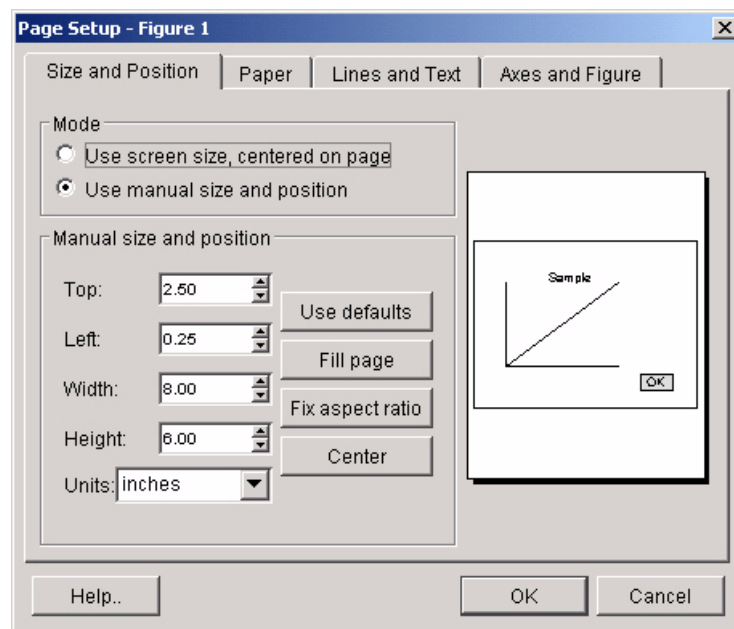 Page Setup - Figure 1
Size and Position Paper Lines and Text Axes and Figure
Mode
Use screen size, centered on page
Use manual size and position
Manual size and position
Top: 2.50
Left: 0.25
Width: 8.00
Height: 6.00
Units: inches
Use defaults
Fill page
Fix aspect ratio
Center
Sample
OK
Help.. OK Cancel